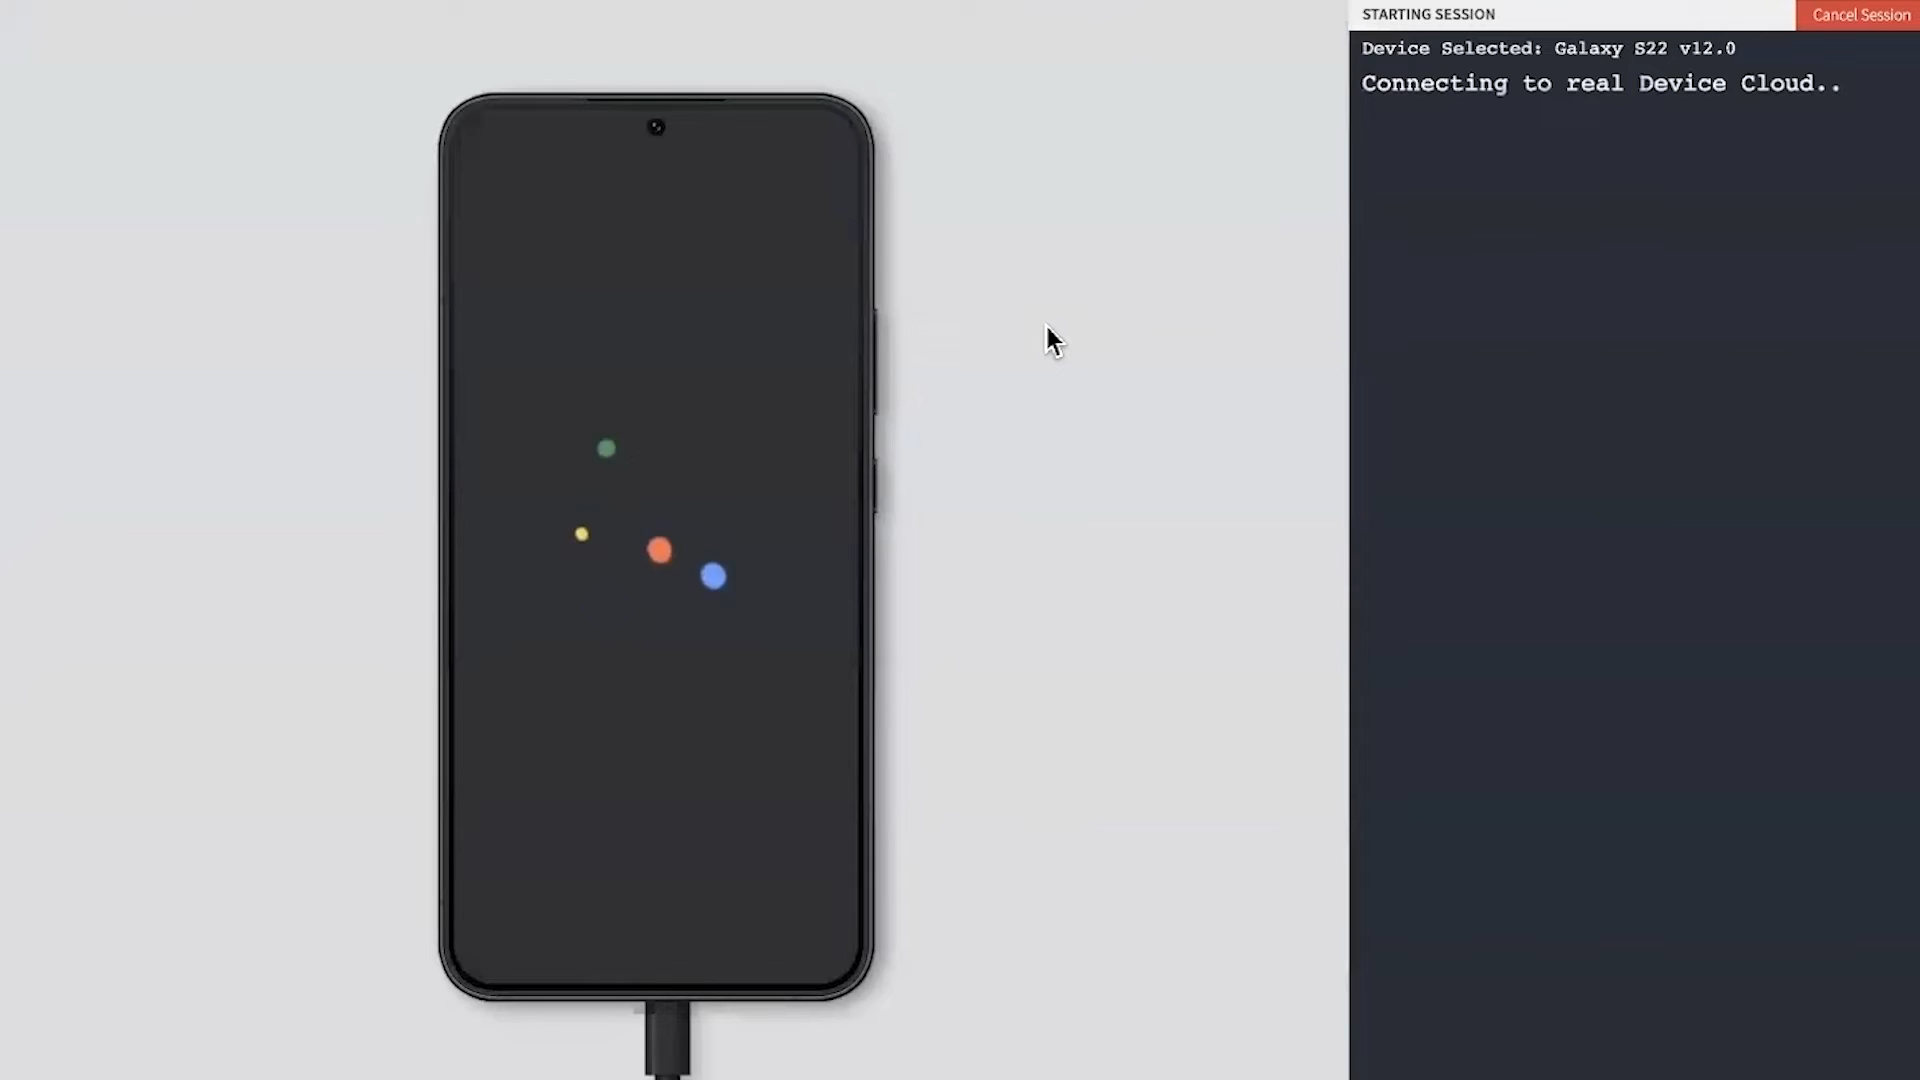 STARTING SESSION
Cancel Session
Device Selected: Galaxy S22 v12.0
Connecting to real Device Cloud..